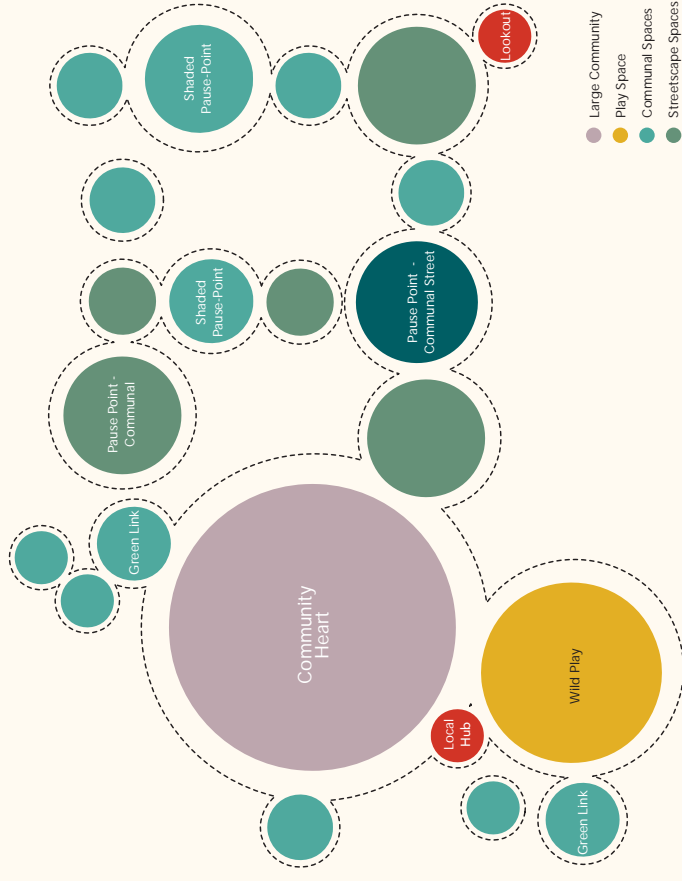 Shaded
Pause-Point
Lookout
Large Community
Play Space
Communal Spaces
Streetscape Spaces
Shaded
Pause-Point
Pause Point -
Communal Street
Pause Point -
Communal
Green Link
Community
Heart
Wild Play
Local
Hub
Green Link